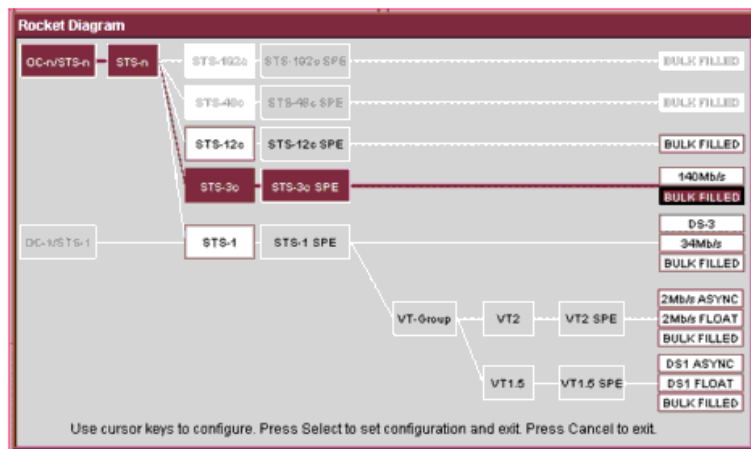 Rocket Diagram
OC-n/STS-n STS-n STS-192c STS-192c SPE BULK FILLED
STS-48c STS-48c SPE BULK FILLED
STS-12c STS-12c SPE BULK FILLED
140Mb/s
STS-3c STS-3c SPE BULK FILLED
DS-3
OC-1/STS-1 STS-1 STS-1 SPE 34Mb/s
BULK FILLED
2Mb/s ASYNC
VT-Group VT2 VT2 SPE 2Mb/s FLOAT
BULK FILLED
DS1 ASYNC
VT1.5 VT1.5 SPE DS1 FLOAT
BULK FILLED
Use cursor keys to configure. Press Select to set configuration and exit. Press Cancel to exit.